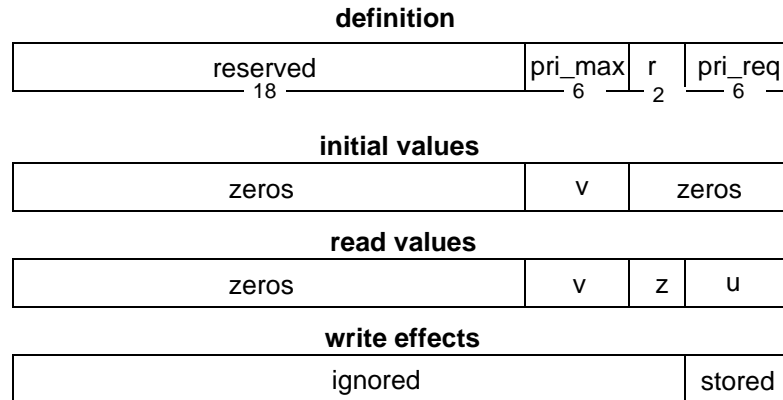 definition
reserved pri_max r pri_req
18 6 2 6
initial values
zeros v zeros
read values
zeros v z u
write effects
ignored stored